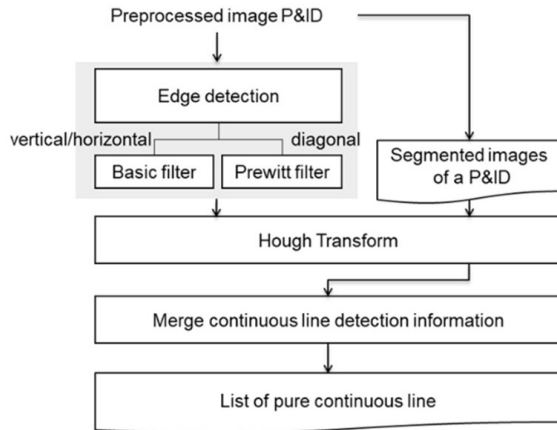 Preprocessed image P&ID
Edge detection
vertical/horizontal
diagonal
Basic filter
Prewitt filter
Segmented images
of a P&ID
Hough Transform
Merge continuous line detection information
List of pure continuous line